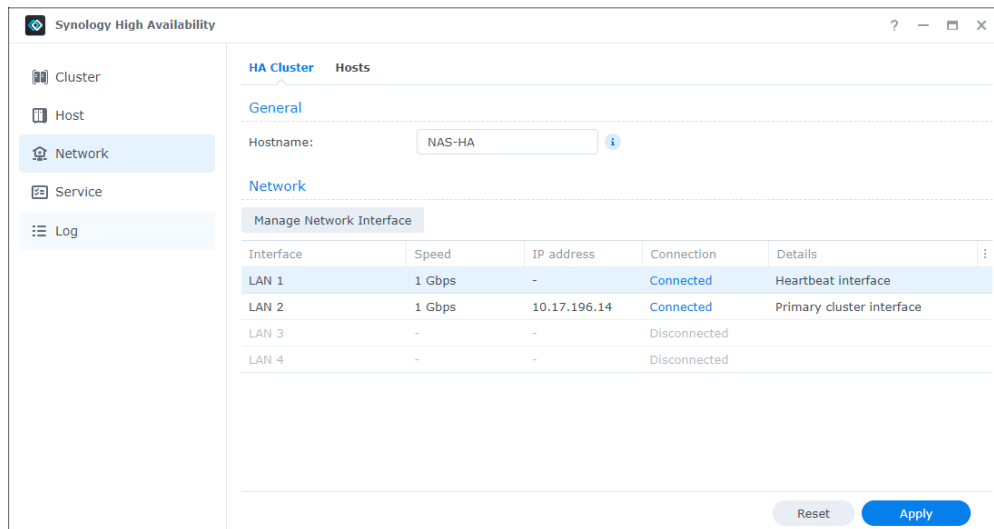 Synology High Availability
Cluster
Host
Network
Service
Log
HA Cluster Hosts
General
Hostname: NAS-HA
Network
Manage Network Interface
Interface Speed IP address Connection Details
LAN 1 1 Gbps - Connected Heartbeat interface
LAN 2 1 Gbps 10.17.196.14 Connected Primary cluster interface
LAN 3 - - Disconnected
LAN 4 - - Disconnected
Reset Apply